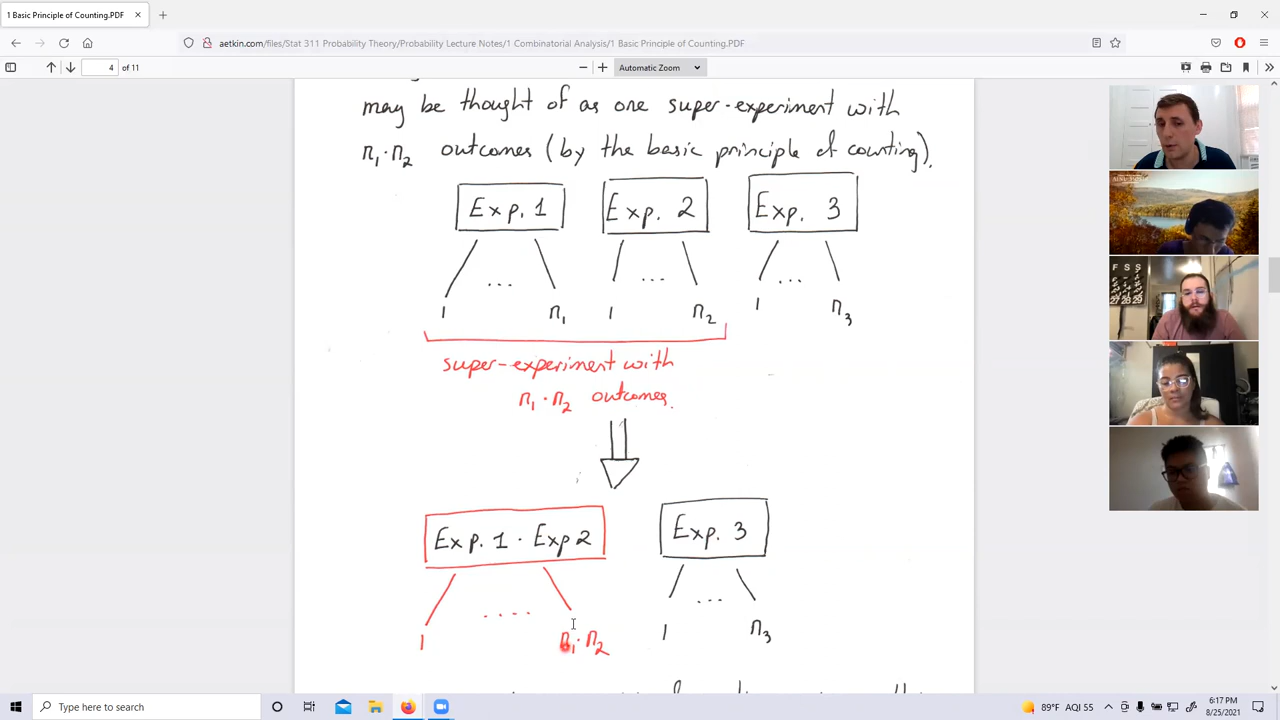 1 Basic Principle of Counting.PDF
aetkin.com/files/Stat 311 Probability Theory/Probability Lecture Notes/1 Combinatorial Analysis/1 Basic Principle of Counting.PDF
4 of 11
Automatic Zoom
may be thought of as one super-experiment with
n₁·n₂ outcomes (by the basic principle of counting).
Exp. 1 Exp. 2 Exp. 3
... ... ...
1 n₁ 1 n₂ 1 n₃
super-experiment with
n₁·n₂ outcomes.
Exp. 1 · Exp 2 Exp. 3
.... ...
1 n₁·n₂ 1 n₃
F S S
Type here to search
89°F AQI 55
6:17 PM
8/25/2021